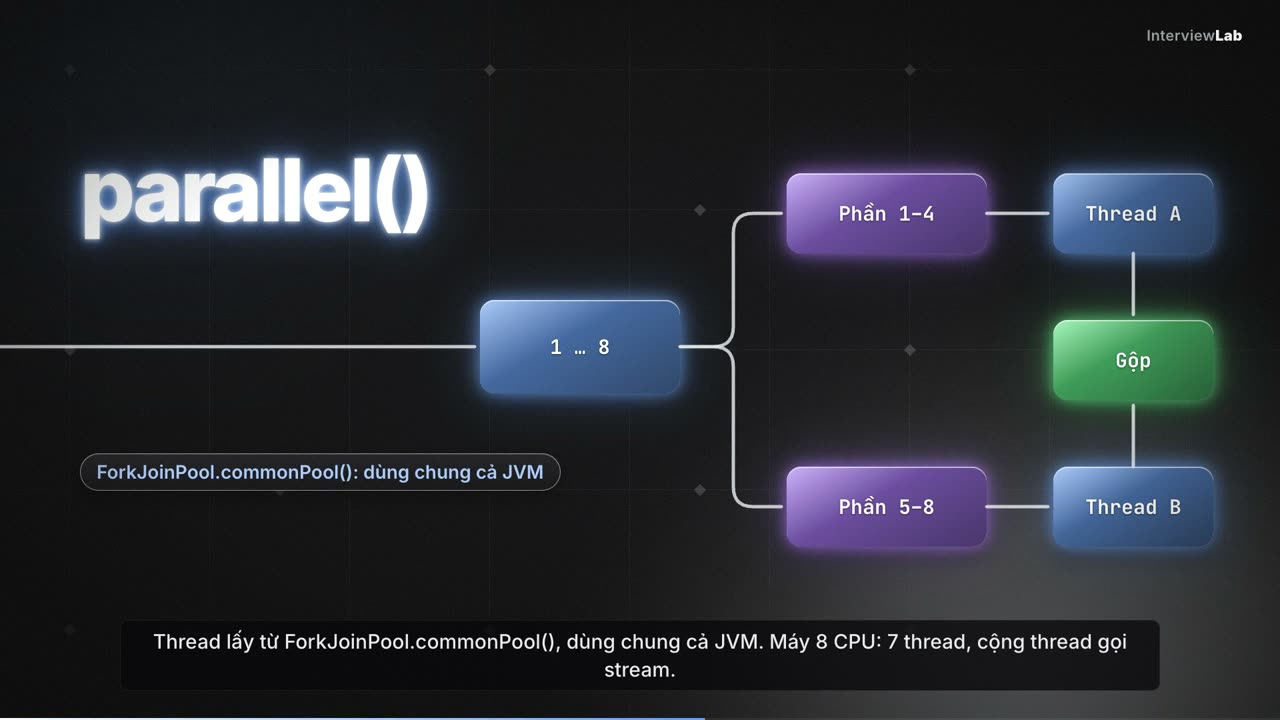 InterviewLab
parallel()
Phần 1–4
Thread A
1 … 8
Gộp
ForkJoinPool.commonPool(): dùng chung cả JVM
Phần 5–8
Thread B
Thread lấy từ ForkJoinPool.commonPool(), dùng chung cả JVM. Máy 8 CPU: 7 thread, cộng thread gọi
stream.